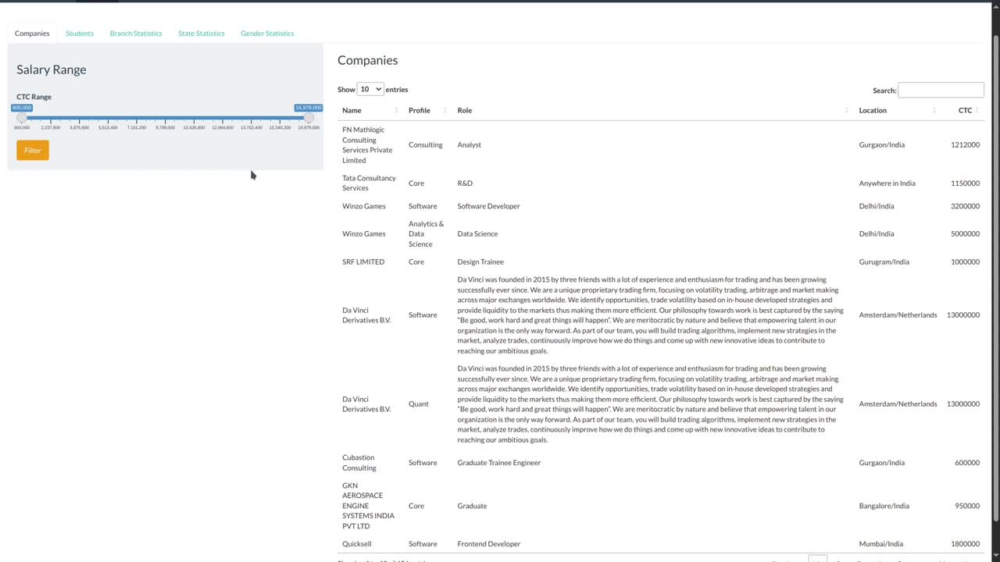 Companies Students Branch Statistics State Statistics Gender Statistics
Salary Range
CTC Range
600,000 16,978,000
600,000 2,237,800 3,875,600 5,513,400 7,151,200 8,789,000 10,426,800 12,064,600 13,702,400 15,340,200 16,978,000
Filter
Companies
Show 10 entries
Search:
Name Profile Role Location CTC
FN Mathlogic
Consulting
Services Private
Limited
Consulting Analyst Gurgaon/India 1212000
Tata Consultancy
Services
Core R&D Anywhere in India 1150000
Winzo Games Software Software Developer Delhi/India 3200000
Winzo Games
Analytics &
Data
Science
Data Science Delhi/India 5000000
SRF LIMITED Core Design Trainee Gurugram/India 1000000
Da Vinci
Derivatives B.V.
Software
Da Vinci was founded in 2015 by three friends with a lot of experience and enthusiasm for trading and has been growing
successfully ever since. We are a unique proprietary trading firm, focusing on volatility trading, arbitrage and market making
across major exchanges worldwide. We identify opportunities, trade volatility based on in-house developed strategies and
provide liquidity to the markets thus making them more efficient. Our philosophy towards work is best captured by the saying
"Be good, work hard and great things will happen". We are meritocratic by nature and believe that empowering talent in our
organization is the only way forward. As part of our team, you will build trading algorithms, implement new strategies in the
market, analyze trades, continuously improve how we do things and come up with new innovative ideas to contribute to
reaching our ambitious goals.
Amsterdam/Netherlands 13000000
Da Vinci
Derivatives B.V.
Quant
Da Vinci was founded in 2015 by three friends with a lot of experience and enthusiasm for trading and has been growing
successfully ever since. We are a unique proprietary trading firm, focusing on volatility trading, arbitrage and market making
across major exchanges worldwide. We identify opportunities, trade volatility based on in-house developed strategies and
provide liquidity to the markets thus making them more efficient. Our philosophy towards work is best captured by the saying
"Be good, work hard and great things will happen". We are meritocratic by nature and believe that empowering talent in our
organization is the only way forward. As part of our team, you will build trading algorithms, implement new strategies in the
market, analyze trades, continuously improve how we do things and come up with new innovative ideas to contribute to
reaching our ambitious goals.
Amsterdam/Netherlands 13000000
Cubastion
Consulting
Software Graduate Trainee Engineer Gurgaon/India 600000
GKN
AEROSPACE
ENGINE
SYSTEMS INDIA
PVT LTD
Core Graduate Bangalore/India 950000
Quicksell Software Frontend Developer Mumbai/India 1800000